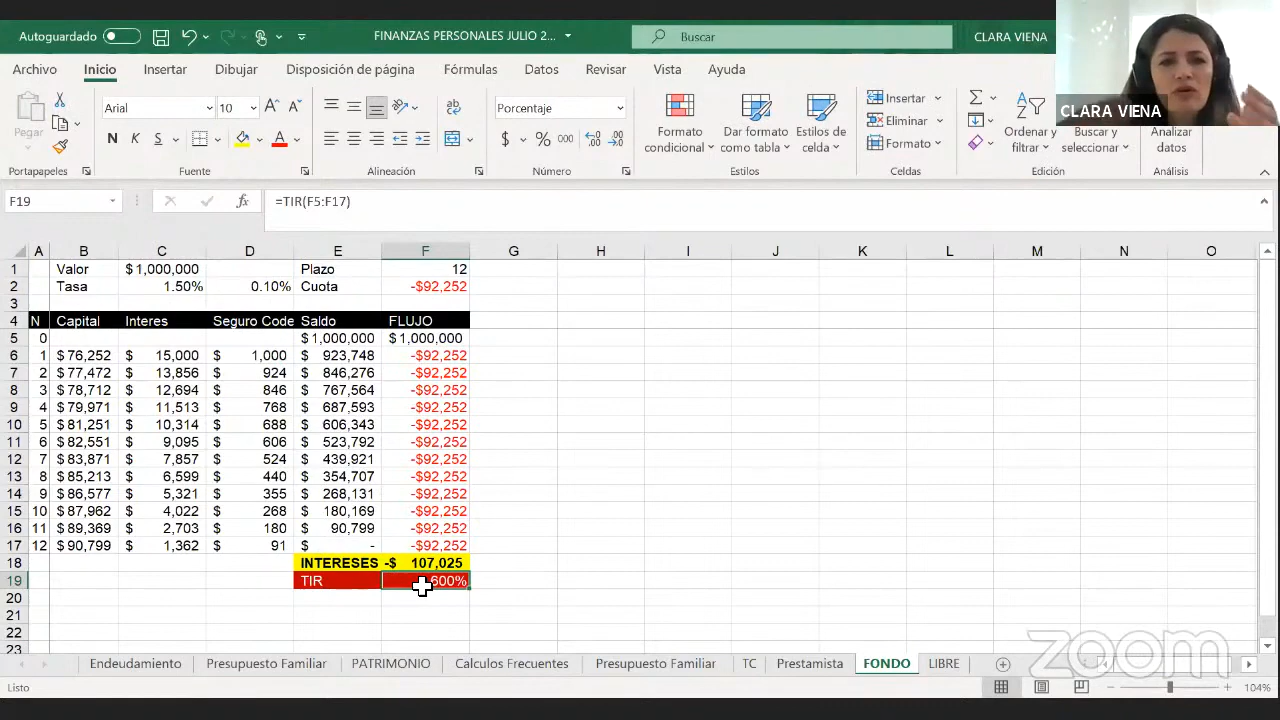 Autoguardado
FINANZAS PERSONALES JULIO 2...
Buscar
CLARA VIENA
CLARA VIENA
Archivo Inicio Insertar Dibujar Disposición de página Fórmulas Datos Revisar Vista Ayuda
Pegar
Portapapeles
Arial 10
N K S
Fuente
Alineación
Porcentaje
$ % 000
Número
Formato condicional
Dar formato como tabla
Estilos de celda
Estilos
Insertar
Eliminar
Formato
Celdas
Ordenar y filtrar
Buscar y seleccionar
Edición
Analizar datos
Análisis
F19 fx =TIR(F5:F17)
A B C D E F G H I J K L M N O
1 Valor $ 1,000,000 Plazo 12
2 Tasa 1.50% 0.10% Cuota -$92,252
3
4 N Capital Interes Seguro Code Saldo FLUJO
5 0 $ 1,000,000 $ 1,000,000
6 1 $ 76,252 $ 15,000 $ 1,000 $ 923,748 -$92,252
7 2 $ 77,472 $ 13,856 $ 924 $ 846,276 -$92,252
8 3 $ 78,712 $ 12,694 $ 846 $ 767,564 -$92,252
9 4 $ 79,971 $ 11,513 $ 768 $ 687,593 -$92,252
10 5 $ 81,251 $ 10,314 $ 688 $ 606,343 -$92,252
11 6 $ 82,551 $ 9,095 $ 606 $ 523,792 -$92,252
12 7 $ 83,871 $ 7,857 $ 524 $ 439,921 -$92,252
13 8 $ 85,213 $ 6,599 $ 440 $ 354,707 -$92,252
14 9 $ 86,577 $ 5,321 $ 355 $ 268,131 -$92,252
15 10 $ 87,962 $ 4,022 $ 268 $ 180,169 -$92,252
16 11 $ 89,369 $ 2,703 $ 180 $ 90,799 -$92,252
17 12 $ 90,799 $ 1,362 $ 91 $ - -$92,252
18 INTERESES -$ 107,025
19 TIR 600%
20
21
22
23
Endeudamiento Presupuesto Familiar PATRIMONIO Calculos Frecuentes Presupuesto Familiar TC Prestamista FONDO LIBRE
zoom
Listo
104%